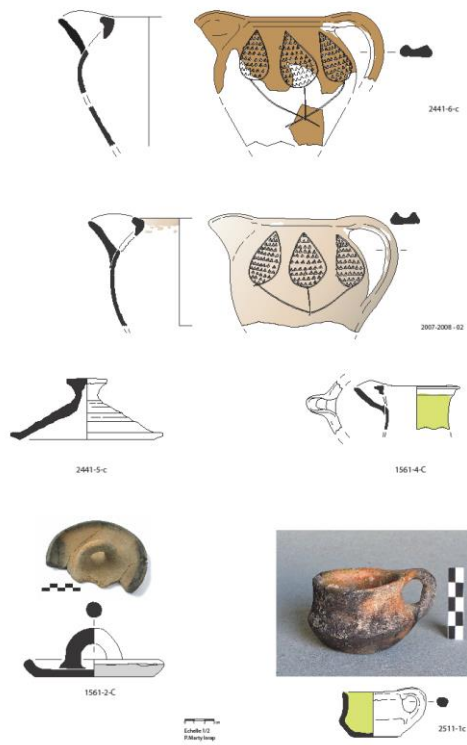 2441-6-c
2007-2008 - 02
2441-5-c
1561-4-C
1561-2-C
Echelle 1/2
P.Marty Inrap
2511-1c